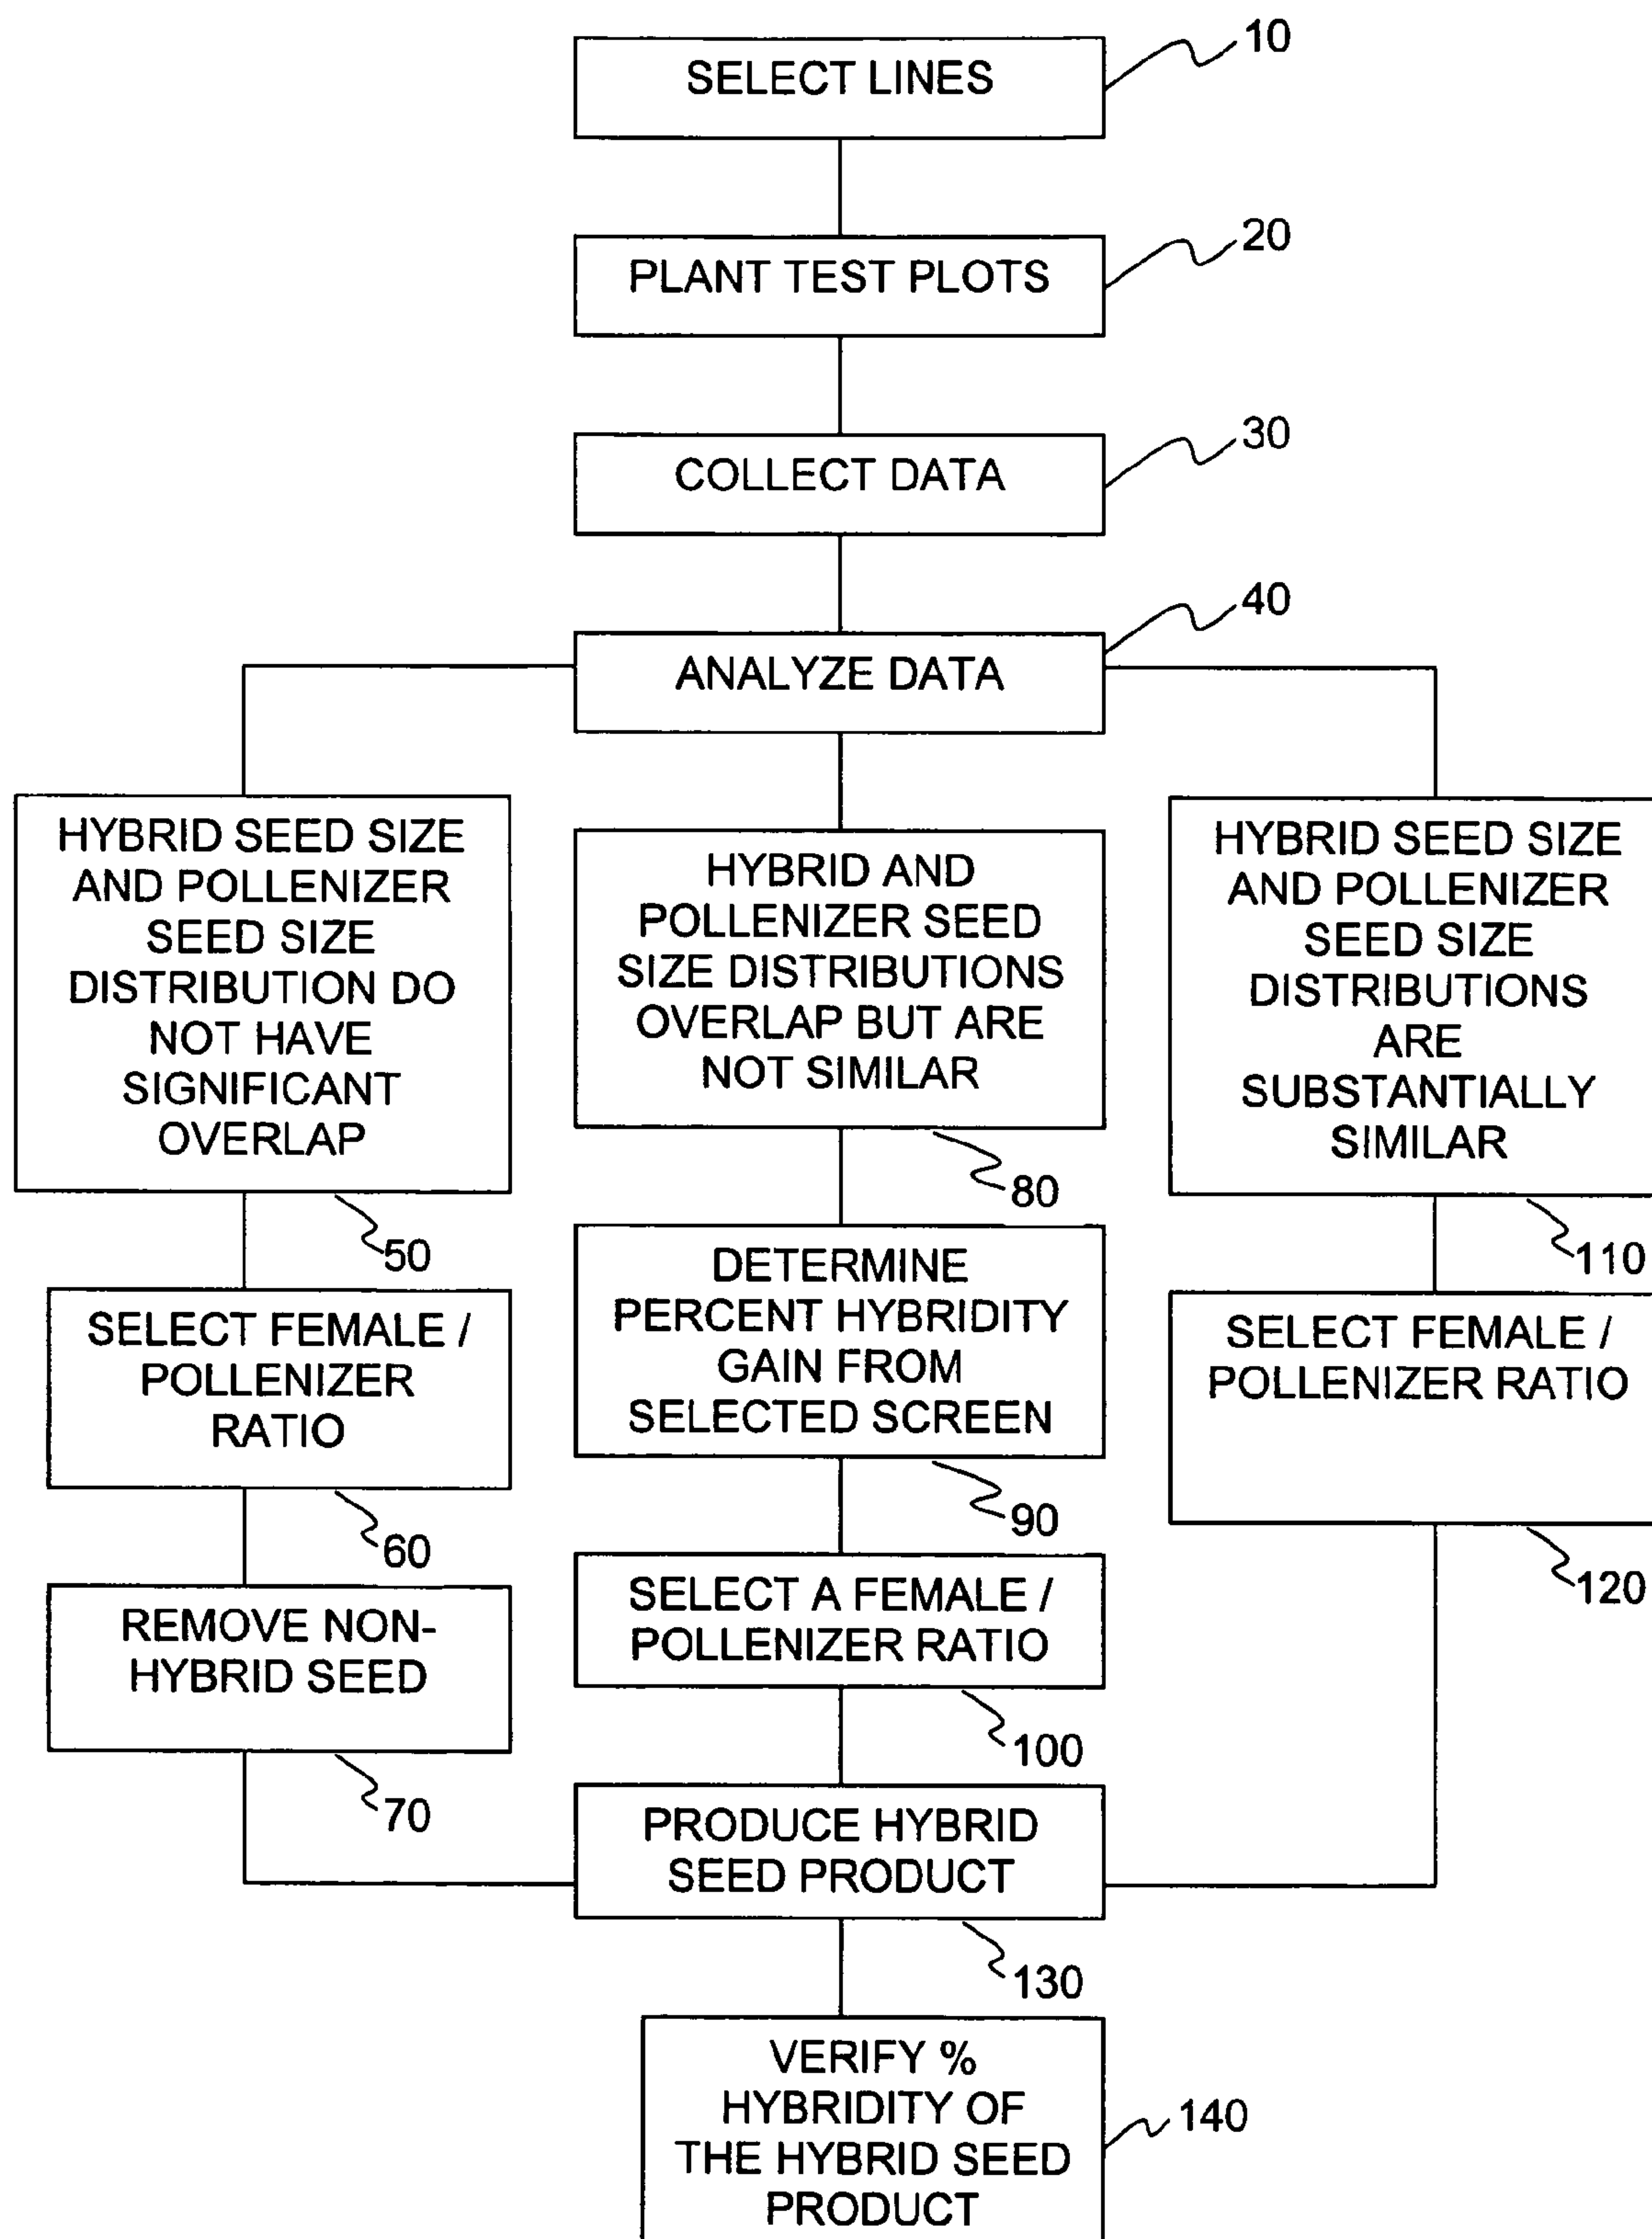 SELECT LINES
10
PLANT TEST PLOTS
20
COLLECT DATA
30
ANALYZE DATA
40
HYBRID SEED SIZE
AND POLLENIZER
SEED SIZE
DISTRIBUTION DO
NOT HAVE
SIGNIFICANT
OVERLAP
50
SELECT FEMALE /
POLLENIZER
RATIO
60
REMOVE NON-
HYBRID SEED
70
HYBRID AND
POLLENIZER SEED
SIZE DISTRIBUTIONS
OVERLAP BUT ARE
NOT SIMILAR
80
DETERMINE
PERCENT HYBRIDITY
GAIN FROM
SELECTED SCREEN
90
SELECT A FEMALE /
POLLENIZER RATIO
100
HYBRID SEED SIZE
AND POLLENIZER
SEED SIZE
DISTRIBUTIONS
ARE
SUBSTANTIALLY
SIMILAR
110
SELECT FEMALE /
POLLENIZER RATIO
120
PRODUCE HYBRID
SEED PRODUCT
130
VERIFY %
HYBRIDITY OF
THE HYBRID SEED
PRODUCT
140